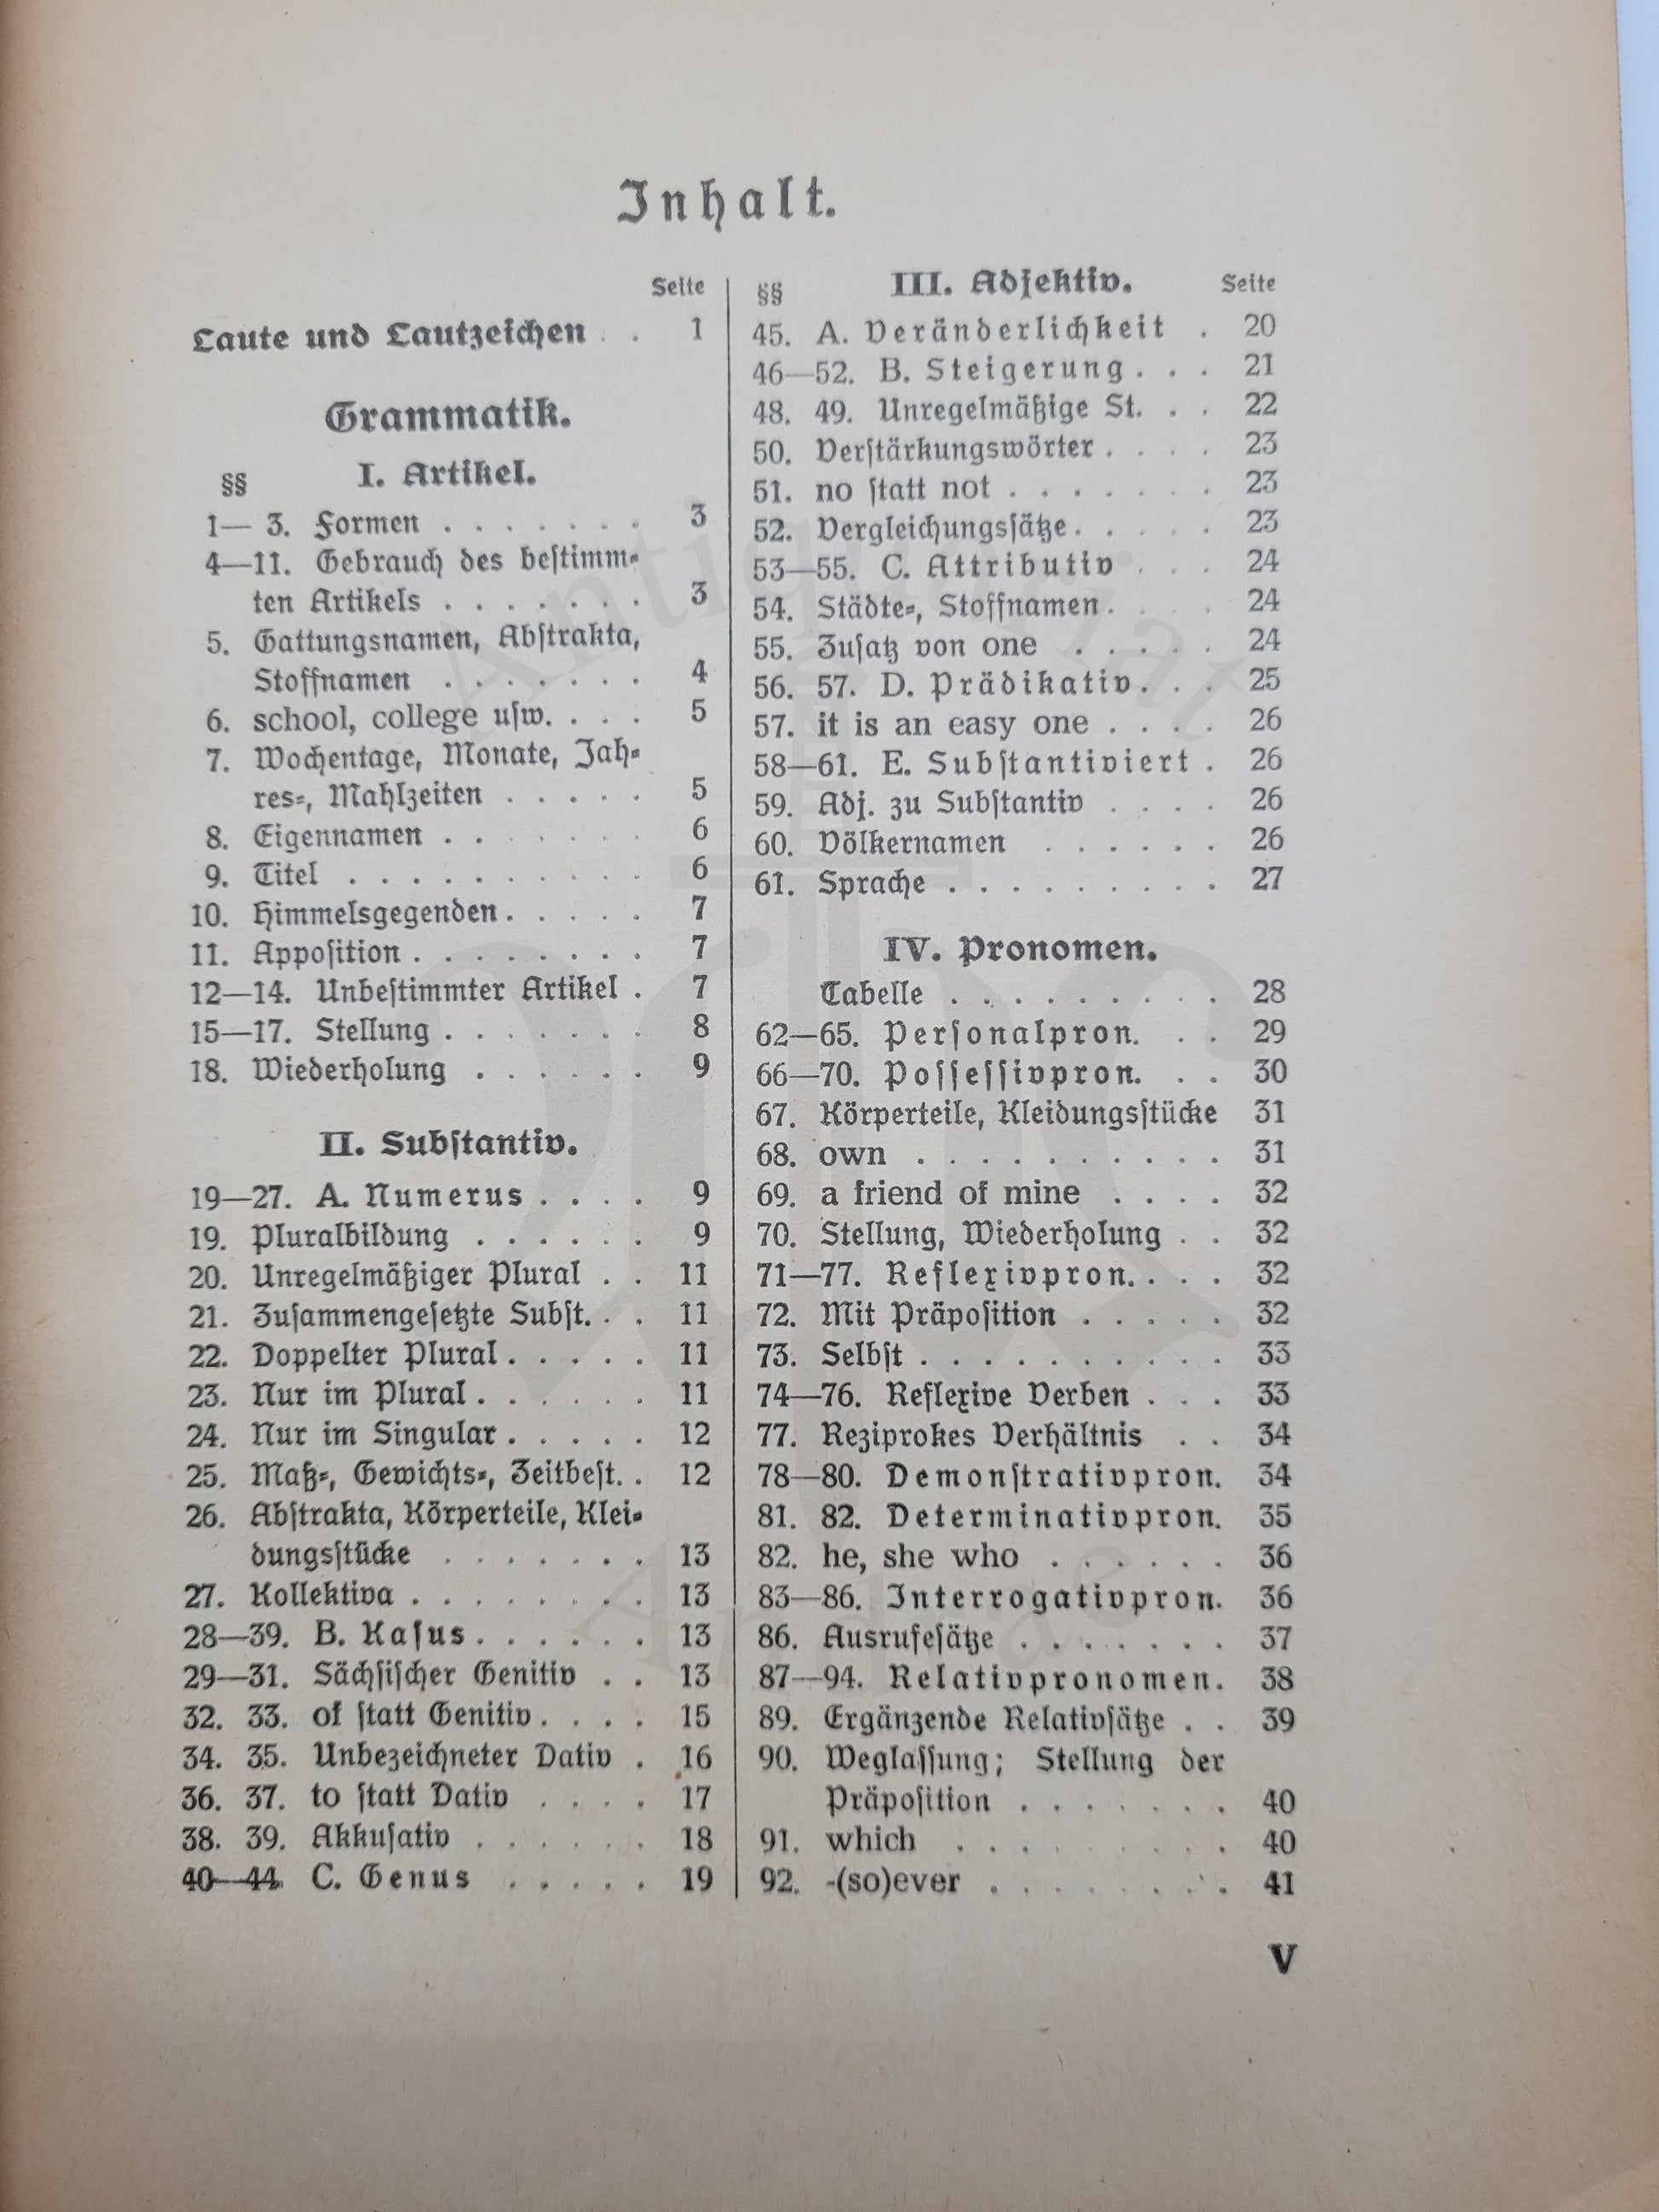 Inhalt.
Seite
Laute und Lautzeichen . . 1
Grammatik.
§§ I. Artikel.
1— 3. Formen . . . . . . . 3
4—11. Gebrauch des bestimm-
ten Artikels . . . . . . . 3
5. Gattungsnamen, Abstrakta,
Stoffnamen . . . . . . . 4
6. school, college usw. . . . 5
7. Wochentage, Monate, Jah-
res-, Mahlzeiten . . . . . 5
8. Eigennamen . . . . . . . 6
9. Titel . . . . . . . . . . 6
10. Himmelsgegenden . . . . . 7
11. Apposition . . . . . . . . 7
12—14. Unbestimmter Artikel . 7
15—17. Stellung . . . . . . . 8
18. Wiederholung . . . . . . 9
II. Substantiv.
19—27. A. Numerus . . . . 9
19. Pluralbildung . . . . . . 9
20. Unregelmäßiger Plural . . 11
21. Zusammengesetzte Subst. . . 11
22. Doppelter Plural . . . . . 11
23. Nur im Plural . . . . . . 11
24. Nur im Singular . . . . . 12
25. Maß-, Gewichts-, Zeitbest. . 12
26. Abstrakta, Körperteile, Klei-
dungsstücke . . . . . . . 13
27. Kollektiva . . . . . . . . 13
28—39. B. Kasus . . . . . . 13
29—31. Sächsischer Genitiv . . 13
32. 33. of statt Genitiv . . . . 15
34. 35. Unbezeichneter Dativ . 16
36. 37. to statt Dativ . . . . 17
38. 39. Akkusativ . . . . . . 18
40—44. C. Genus . . . . . 19
§§ III. Adjektiv. Seite
45. A. Veränderlichkeit . 20
46—52. B. Steigerung . . . 21
48. 49. Unregelmäßige St. . . 22
50. Verstärkungswörter . . . . 23
51. no statt not . . . . . . . 23
52. Vergleichungssätze . . . . . 23
53—55. C. Attributiv . . . 24
54. Städte-, Stoffnamen . . . . 24
55. Zusatz von one . . . . . 24
56. 57. D. Prädikativ . . . 25
57. it is an easy one . . . . 26
58—61. E. Substantiviert . 26
59. Adj. zu Substantiv . . . . 26
60. Völkernamen . . . . . . 26
61. Sprache . . . . . . . . . 27
IV. Pronomen.
Tabelle . . . . . . . . . 28
62—65. Personalpron. . . 29
66—70. Possessivpron. . . 30
67. Körperteile, Kleidungsstücke 31
68. own . . . . . . . . . . 31
69. a friend of mine . . . . 32
70. Stellung, Wiederholung . . 32
71—77. Reflexivpron. . . . 32
72. Mit Präposition . . . . . 32
73. Selbst . . . . . . . . . . 33
74—76. Reflexive Verben . . . 33
77. Reziprokes Verhältnis . . 34
78—80. Demonstrativpron. 34
81. 82. Determinativpron. 35
82. he, she who . . . . . . 36
83—86. Interrogativpron. 36
86. Ausrufesätze . . . . . . . 37
87—94. Relativpronomen. 38
89. Ergänzende Relativsätze . . 39
90. Weglassung; Stellung der
Präposition . . . . . . . 40
91. which . . . . . . . . . 40
92. -(so)ever . . . . . . . . 41
V